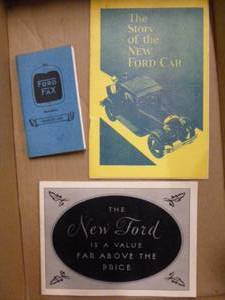 FORD
FAX
The
Story
of the
NEW
FORD CAR
THE
New Ford
IS A VALUE
FAR ABOVE THE
PRICE